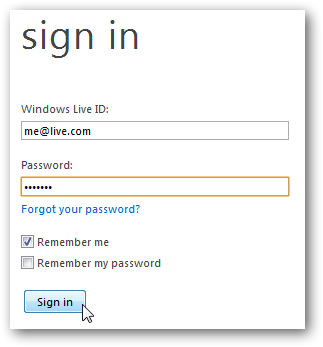 sign in
Windows Live ID:
me@live.com
Password:
•••••••
Forgot your password?
Remember me
Remember my password
Sign in